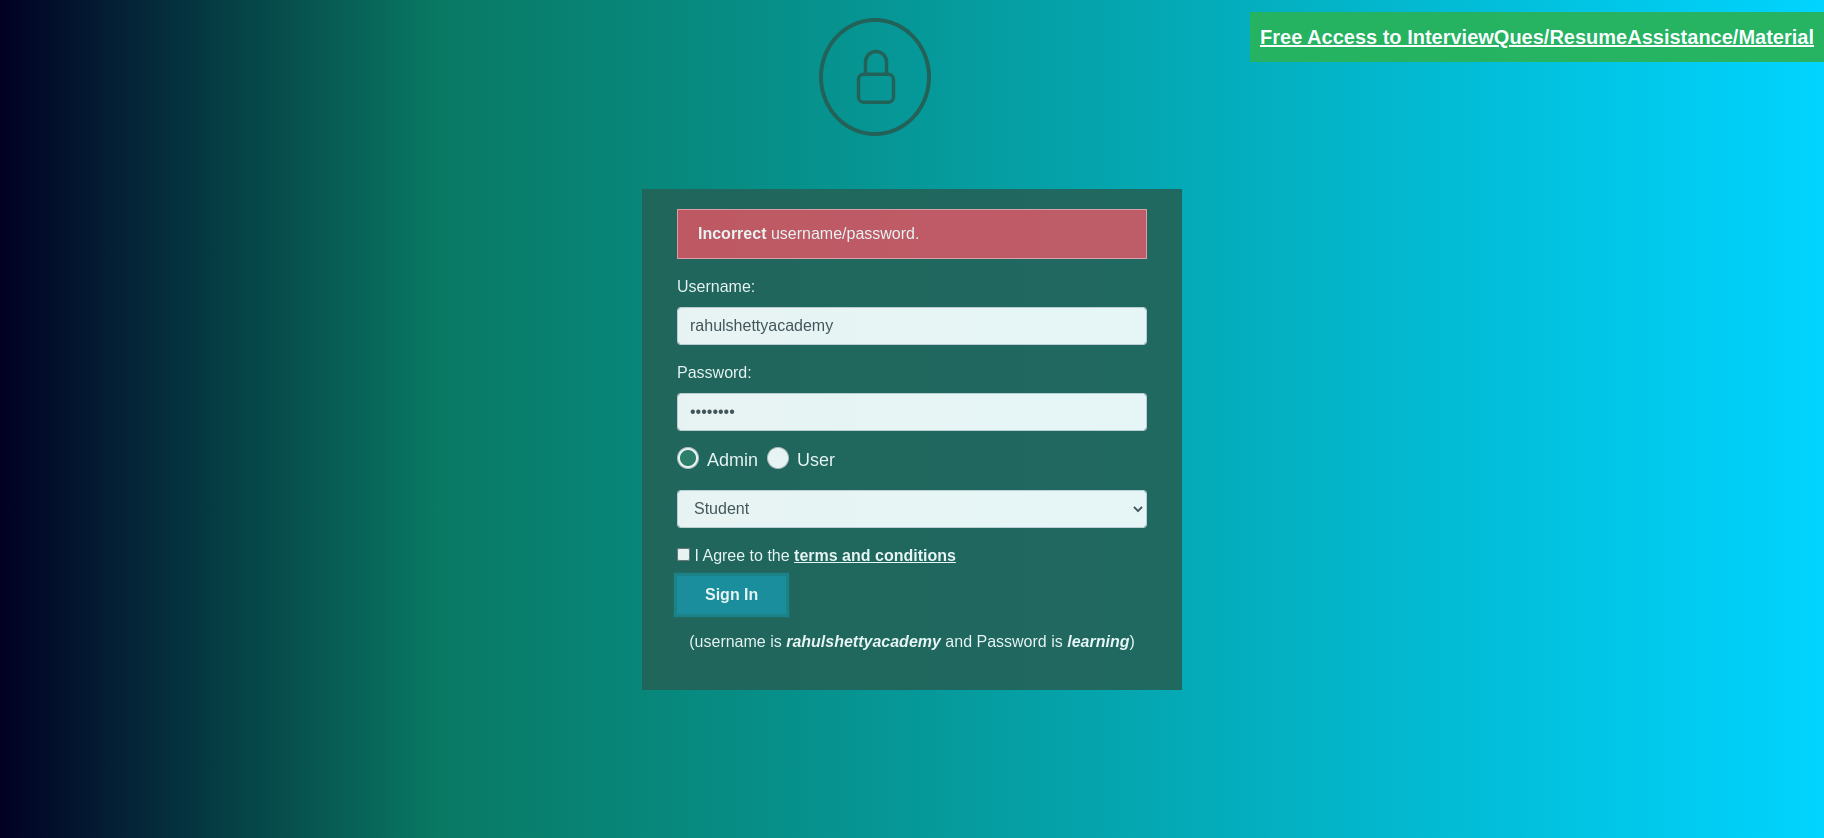 Free Access to InterviewQues/ResumeAssistance/Material
Incorrect username/password.
Username:
rahulshettyacademy
Password:
••••••••
Admin User
Student
I Agree to the terms and conditions
Sign In
(username is rahulshettyacademy and Password is learning)